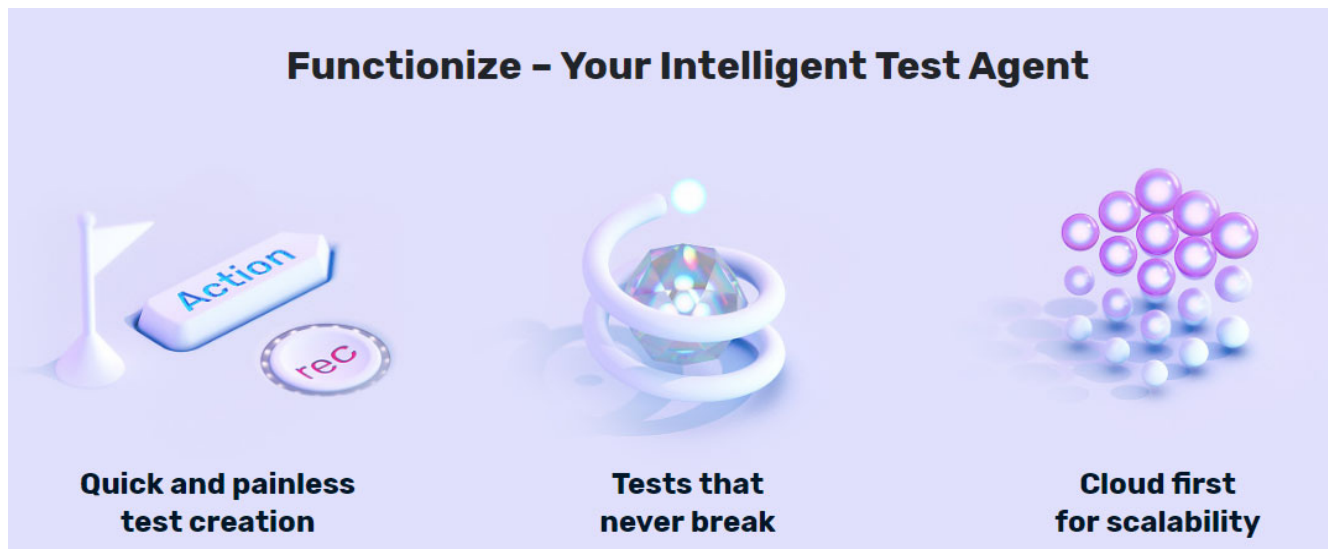 Functionize – Your Intelligent Test Agent
Action
rec
Quick and painless
test creation
Tests that
never break
Cloud first
for scalability